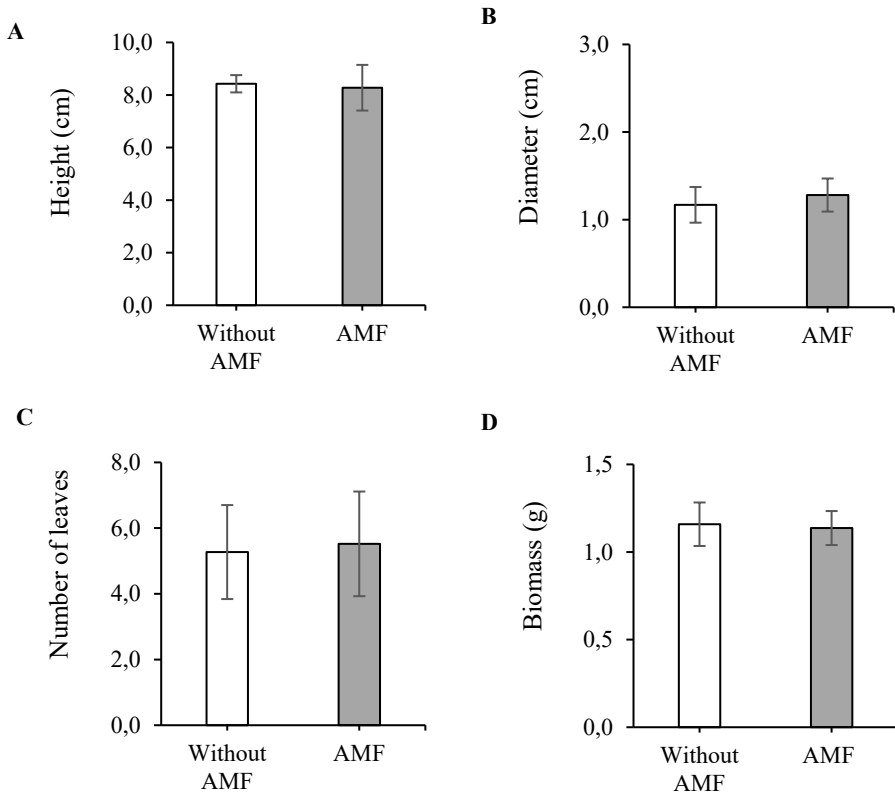 A
Height (cm)
10,0
8,0
6,0
4,0
2,0
0,0
Without
AMF
AMF
B
Diameter (cm)
3,0
2,0
1,0
0,0
Without
AMF
AMF
C
Number of leaves
8,0
6,0
4,0
2,0
0,0
Without
AMF
AMF
D
Biomass (g)
1,5
1,0
0,5
0,0
Without
AMF
AMF